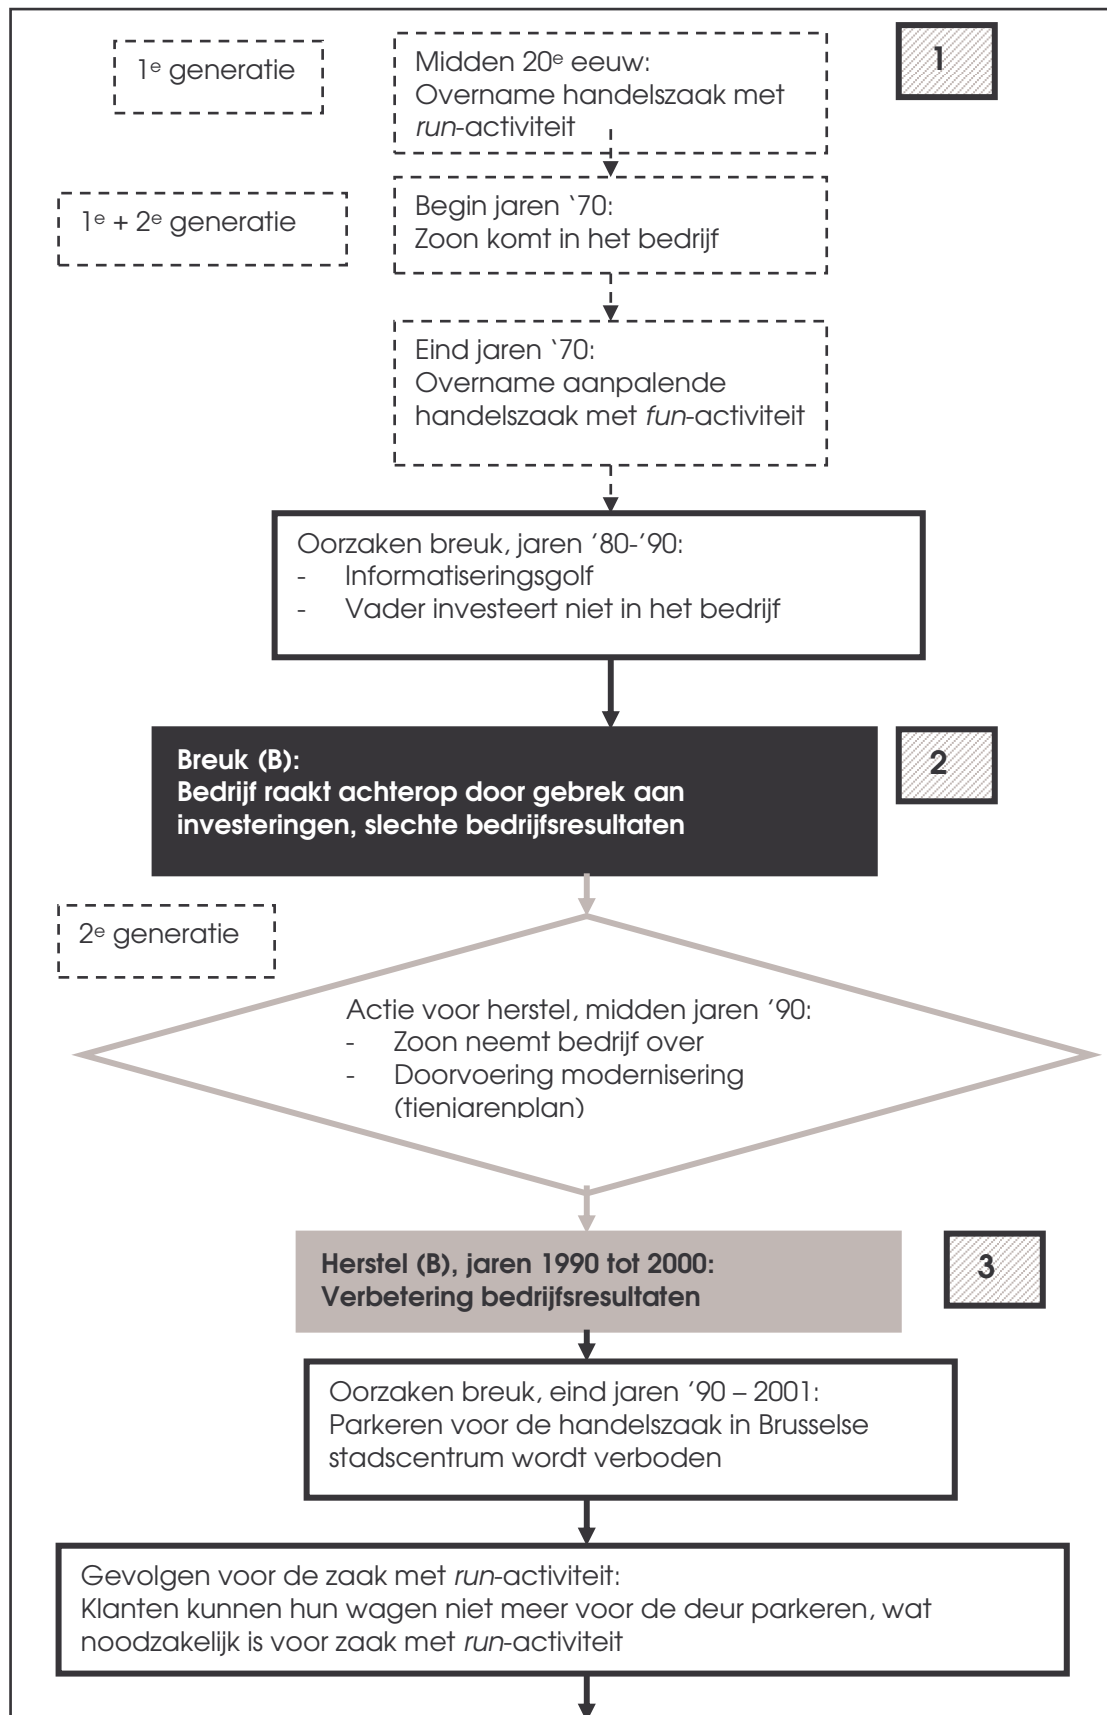 1e generatie
Midden 20e eeuw:
Overname handelszaak met
run-activiteit
1
1e + 2e generatie
Begin jaren ‘70:
Zoon komt in het bedrijf
Eind jaren ‘70:
Overname aanpalende
handelszaak met fun-activiteit
Oorzaken breuk, jaren ’80-’90:
- Informatiseringsgolf
- Vader investeert niet in het bedrijf
Breuk (B):
Bedrijf raakt achterop door gebrek aan
investeringen, slechte bedrijfsresultaten
2
2e generatie
Actie voor herstel, midden jaren ’90:
- Zoon neemt bedrijf over
- Doorvoering modernisering
(tienjarenplan)
Herstel (B), jaren 1990 tot 2000:
Verbetering bedrijfsresultaten
3
Oorzaken breuk, eind jaren ’90 – 2001:
Parkeren voor de handelszaak in Brusselse
stadscentrum wordt verboden
Gevolgen voor de zaak met run-activiteit:
Klanten kunnen hun wagen niet meer voor de deur parkeren, wat
noodzakelijk is voor zaak met run-activiteit